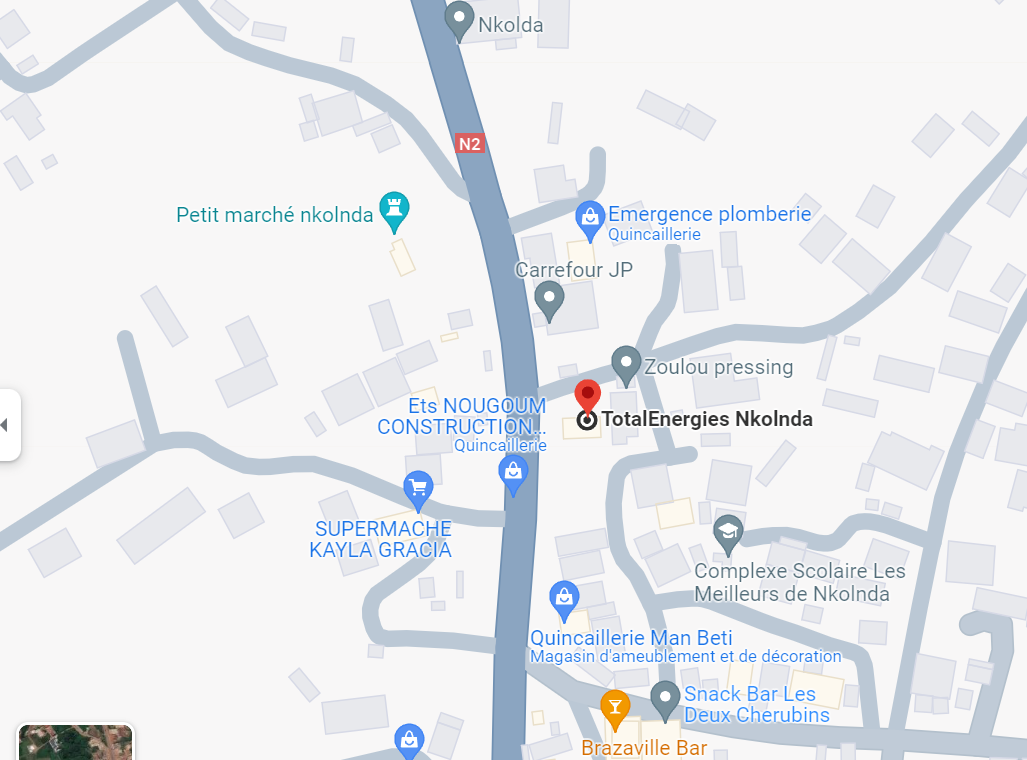 Nkolda
N2
Petit marché nkolnda
Emergence plomberie
Quincaillerie
Carrefour JP
Zoulou pressing
Ets NOUGOUM
CONSTRUCTION...
Quincaillerie
TotalEnergies Nkolnda
SUPERMACHE
KAYLA GRACIA
Complexe Scolaire Les
Meilleurs de Nkolnda
Quincaillerie Man Beti
Magasin d'ameublement et de décoration
Snack Bar Les
Deux Cherubins
Brazaville Bar